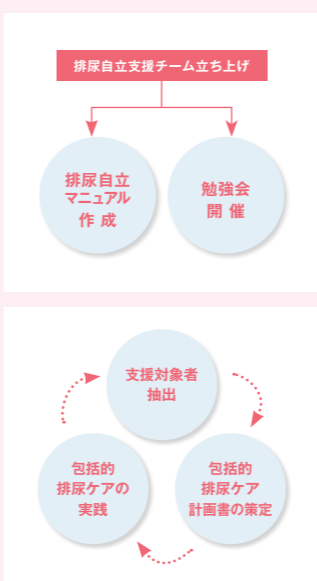 排尿自立支援チーム立ち上げ
排尿自立
マニュアル
作 成
勉強会
開 催
支援対象者
抽出
包括的
排尿ケアの
実践
包括的
排尿ケア
計画書の策定